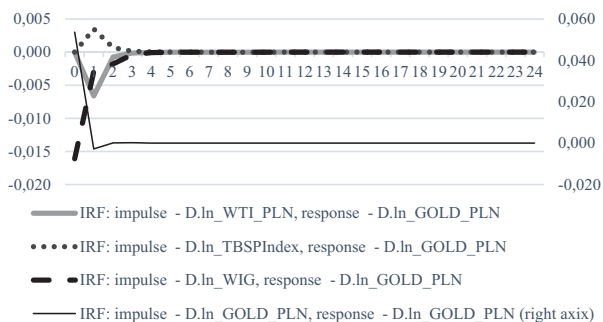 0,005 0,060
0,000 0,040
0 1 2 3 4 5 6 7 8 9 10 11 12 13 14 15 16 17 18 19 20 21 22 23 24
-0,005 0,020
-0,010 0,000
-0,015 -0,020
-0,020
IRF: impulse - D.ln_WTI_PLN, response - D.ln_GOLD_PLN
IRF: impulse - D.ln_TBSPIndex, response - D.ln_GOLD_PLN
IRF: impulse - D.ln_WIG, response - D.ln_GOLD_PLN
IRF: impulse - D.ln_GOLD_PLN, response - D.ln_GOLD_PLN (right axix)